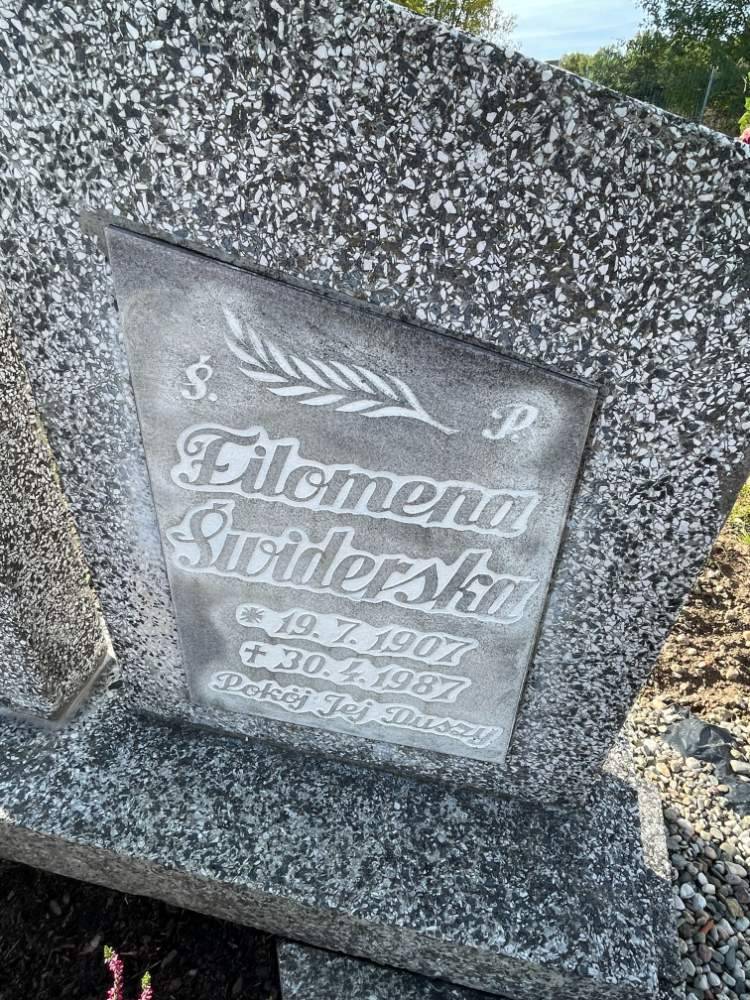 Ś. P.
Filomena
Świderska
* 19. 7. 1907
✝ 30. 4. 1987
Pokój Jej Duszy